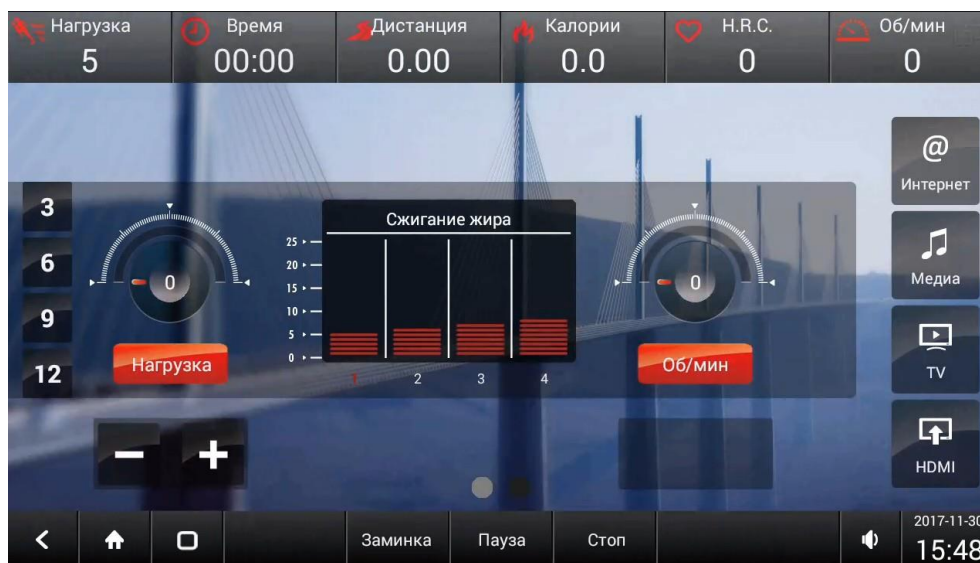 Нагрузка
5
Время
00:00
Дистанция
0.00
Калории
0.0
H.R.C.
0
Об/мин
0
@
Интернет
Медиа
TV
HDMI
3
6
9
12
0
Нагрузка
Сжигание жира
25
20
15
10
5
0
1 2 3 4
0
Об/мин
Заминка Пауза Стоп
2017-11-30
15:48